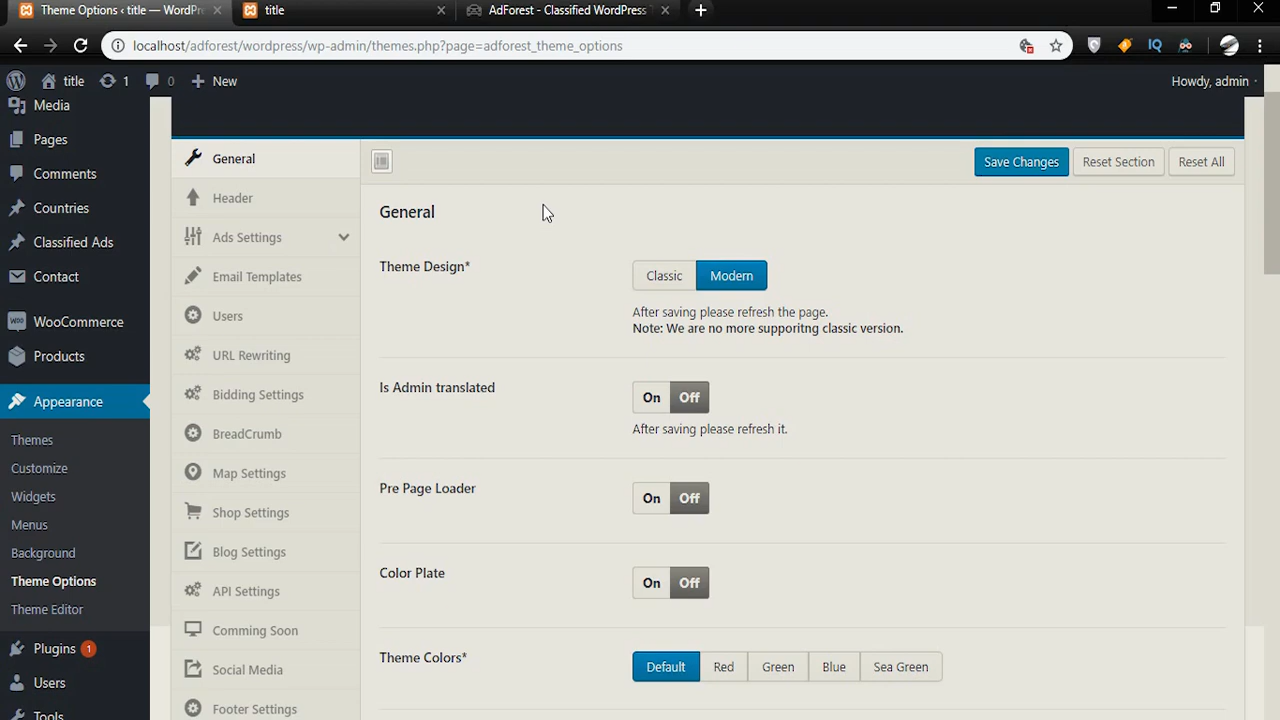 Theme Options ‹ title — WordPr
title
AdForest - Classified WordPress T
localhost/adforest/wordpress/wp-admin/themes.php?page=adforest_theme_options
IQ
title
1
0
New
Howdy, admin
Media
Pages
Comments
Countries
Classified Ads
Contact
WooCommerce
Products
Appearance
Themes
Customize
Widgets
Menus
Background
Theme Options
Theme Editor
Plugins 1
Users
Tools
General
Header
Ads Settings
Email Templates
Users
URL Rewriting
Bidding Settings
BreadCrumb
Map Settings
Shop Settings
Blog Settings
API Settings
Comming Soon
Social Media
Footer Settings
Save Changes
Reset Section
Reset All
General
Theme Design*
Classic
Modern
After saving please refresh the page.
Note: We are no more supporitng classic version.
Is Admin translated
On Off
After saving please refresh it.
Pre Page Loader
On Off
Color Plate
On Off
Theme Colors*
Default
Red
Green
Blue
Sea Green